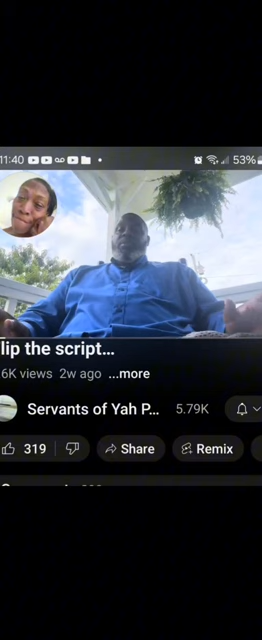 11:40 53%
lip the script...
6K views 2w ago ...more
Servants of Yah P... 5.79K
319 Share Remix